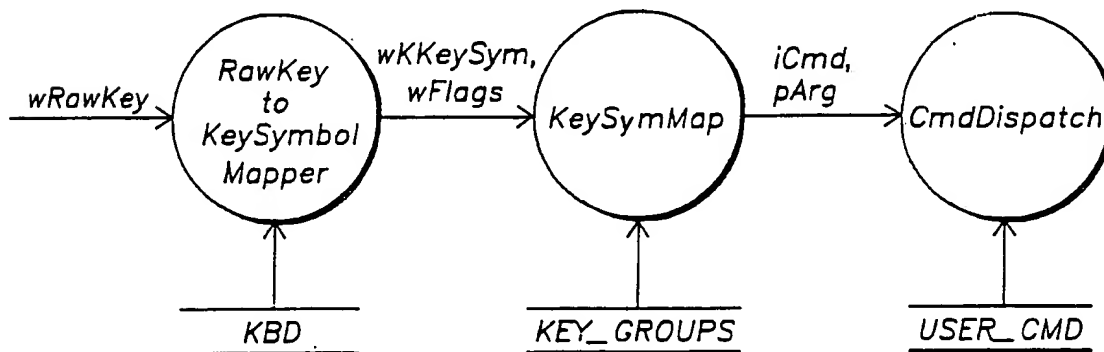 wRawKey
RawKey
to
KeySymbol
Mapper
wKKeySym,
wFlags
KeySymMap
iCmd,
pArg
CmdDispatch
KBD
KEY_GROUPS
USER_CMD